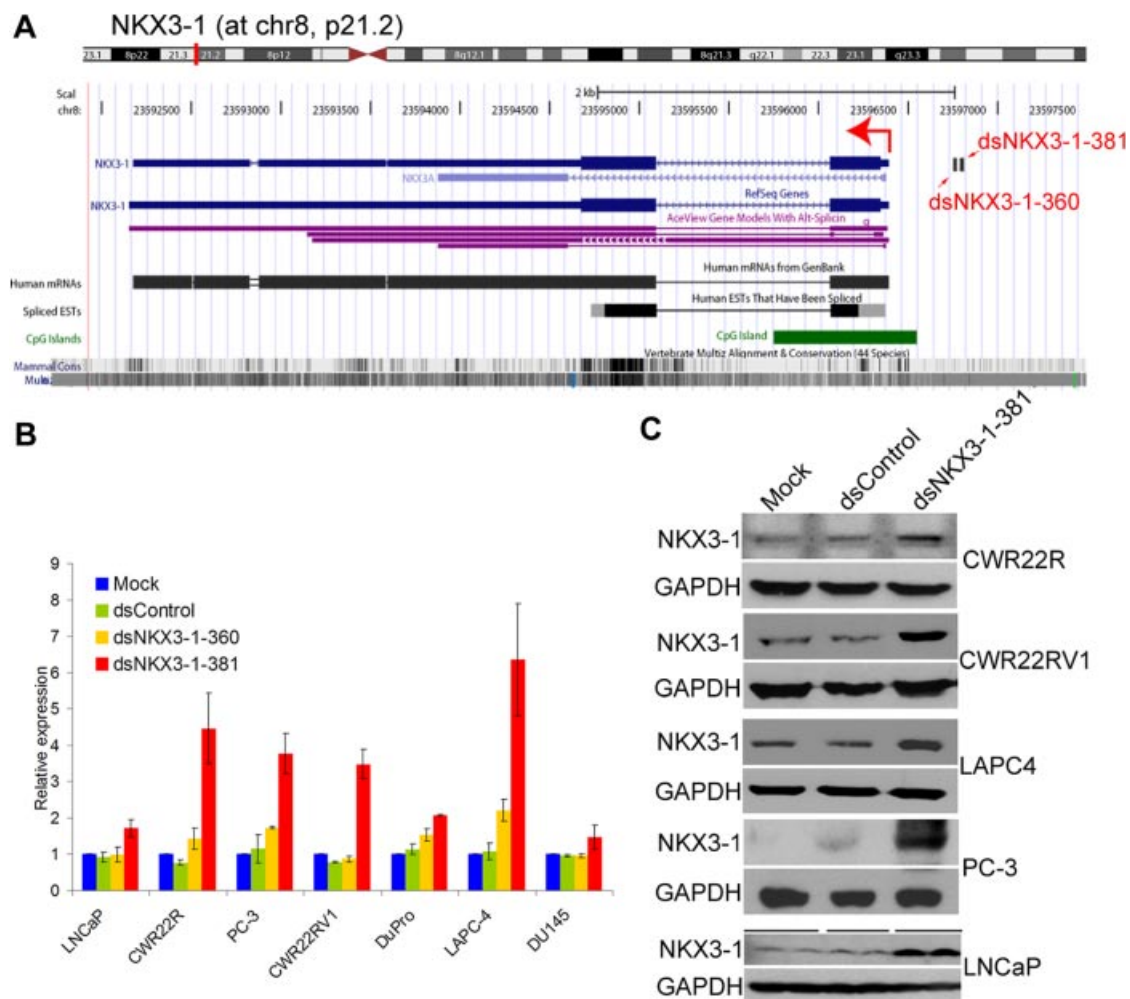 A
NKX3-1 (at chr8, p21.2)
23.1 8p22 21.3 21.2 8p12 8q12.1 8q21.3 q22.1 22.3 23.1 q23.3
Scal
2 kb
chr8: 23592500 23593000 23593500 23594000 23594500 23595000 23595500 23596000 23596500 23597000 23597500
dsNKX3-1-381
NKX3-1
NKX3A
dsNKX3-1-360
RefSeq Genes
NKX3-1
AceView Gene Models With Alt-Splicin
g
Human mRNAs from GenBank
Human mRNAs
Human ESTs That Have Been Spliced
Spliced ESTs
CpG Islands
CpG Island
Vertebrate Multiz Alignment & Conservation (44 Species)
Mammal Cons
B
9
8
7
6
5
4
3
2
1
0
Relative expression
Mock
dsControl
dsNKX3-1-360
dsNKX3-1-381
LNCaP
CWR22R
PC-3
CWR22RV1
DuPro
LAPC-4
DU145
C
Mock
dsControl
dsNKX3-1-381
NKX3-1
GAPDH
CWR22R
NKX3-1
GAPDH
CWR22RV1
NKX3-1
GAPDH
LAPC4
NKX3-1
GAPDH
PC-3
NKX3-1
GAPDH
LNCaP